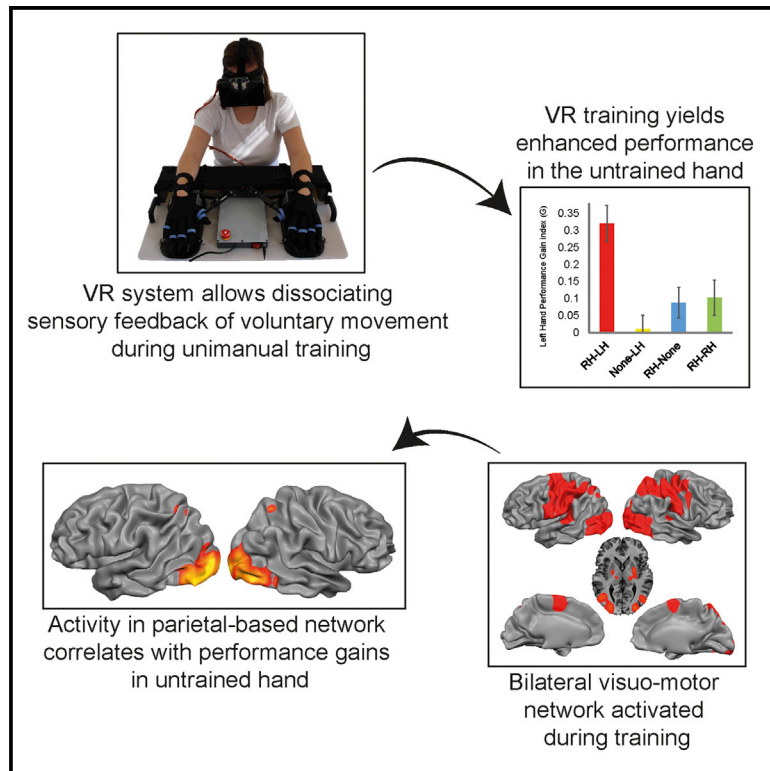 VR system allows dissociating
sensory feedback of voluntary movement
during unimanual training
VR training yields
enhanced performance
in the untrained hand
Left Hand Performance Gain Index (G)
0.35
0.3
0.25
0.2
0.15
0.1
0.05
0
RH-LH
None-LH
RH-None
RH-RH
Activity in parietal-based network
correlates with performance gains
in untrained hand
Bilateral visuo-motor
network activated
during training